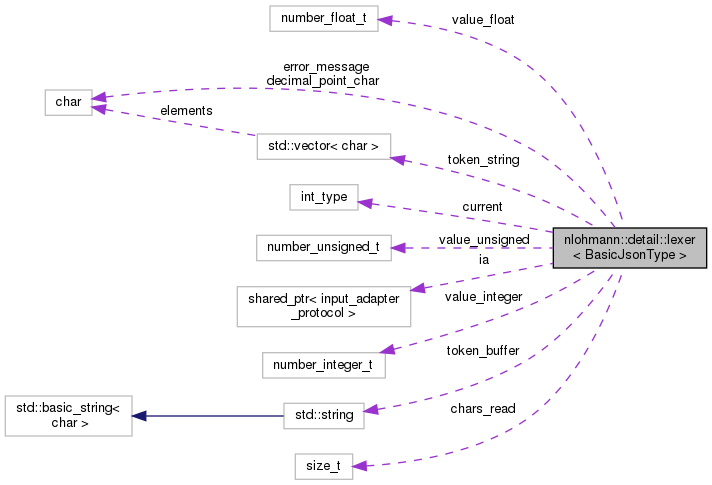 number_float_t
value_float
error_message
decimal_point_char
char
elements
std::vector< char >
token_string
int_type
current
nlohmann::detail::lexer
< BasicJsonType >
number_unsigned_t
value_unsigned
ia
shared_ptr< input_adapter
_protocol >
value_integer
number_integer_t
token_buffer
std::basic_string<
char >
std::string
chars_read
size_t